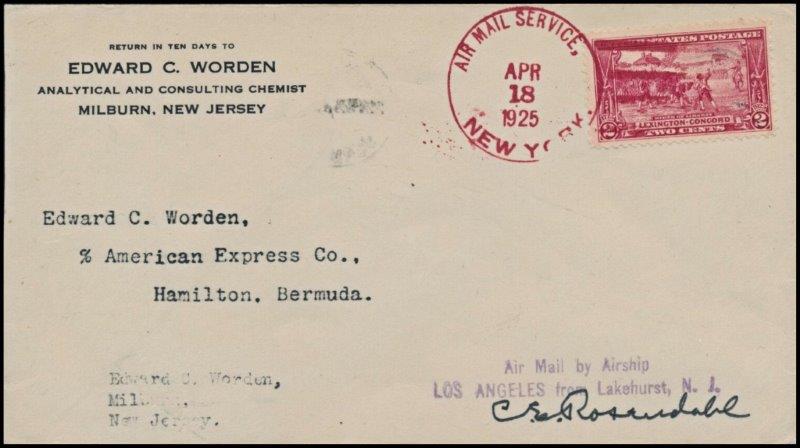 RETURN IN TEN DAYS TO
EDWARD C. WORDEN
ANALYTICAL AND CONSULTING CHEMIST
MILBURN, NEW JERSEY
AIR MAIL SERVICE,
APR
18
1925
NEW YORK.
STATES POSTAGE
LEXINGTON-CONCORD
2 TWO CENTS 2
Edward C. Worden,
% American Express Co.,
Hamilton, Bermuda.
Edward C. Worden,
New Jersey.
Air Mail by Airship
LOS ANGELES from Lakehurst, N. J.
C.E. Rosendahl